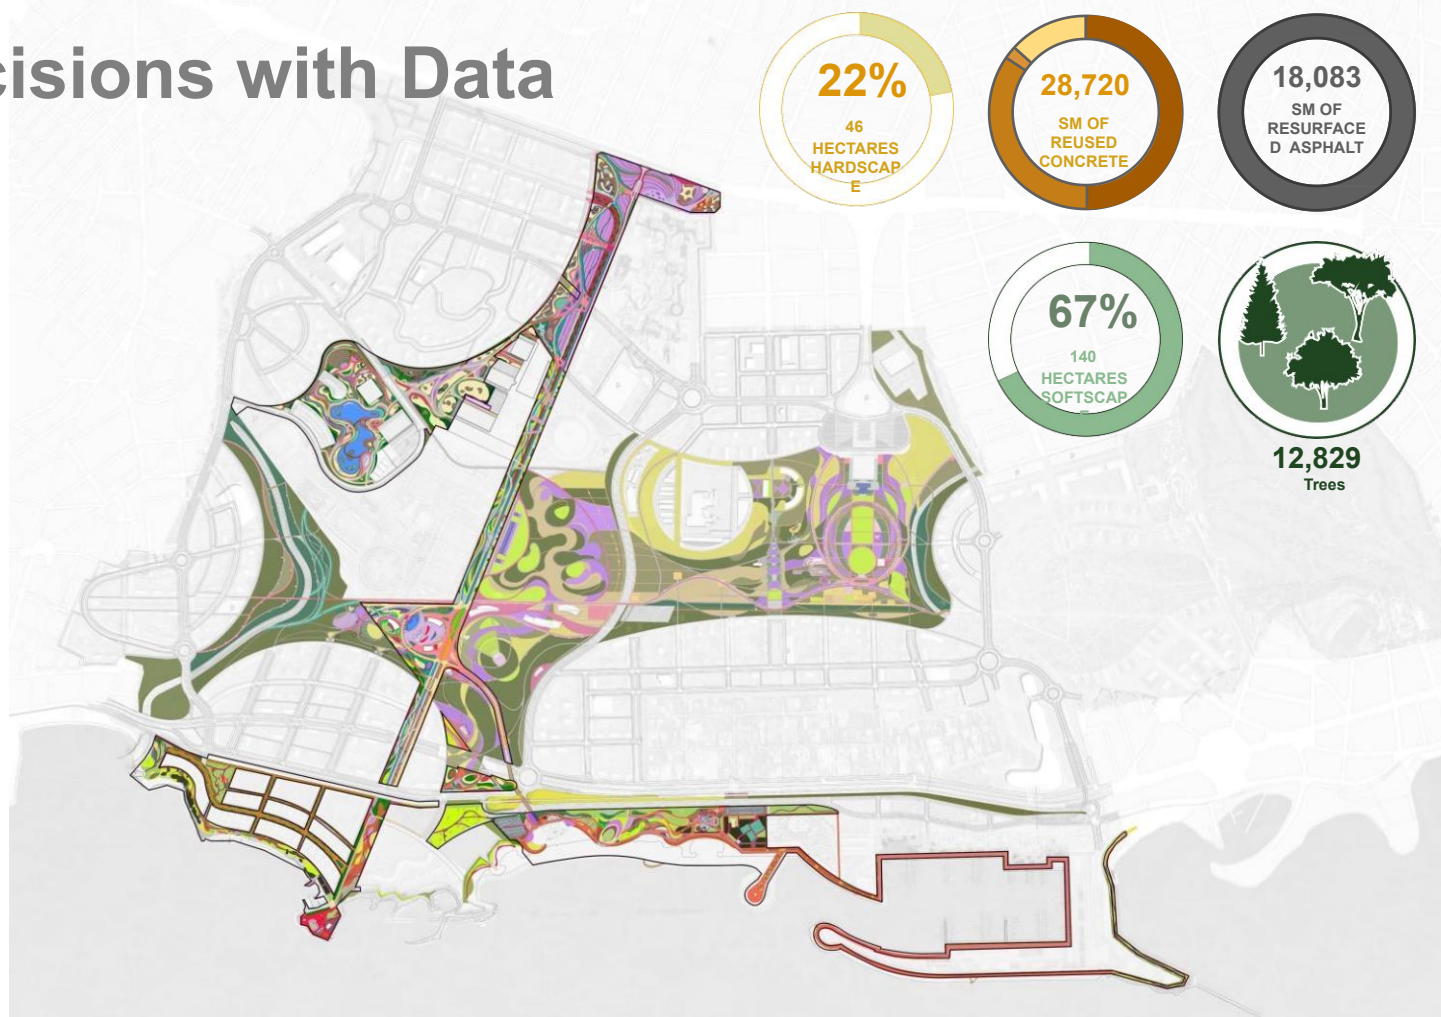 cisions with Data
22%
46
HECTARES
HARDSCAP
E
28,720
SM OF
REUSED
CONCRETE
18,083
SM OF
RESURFACE
D ASPHALT
67%
140
HECTARES
SOFTSCAP
12,829
Trees